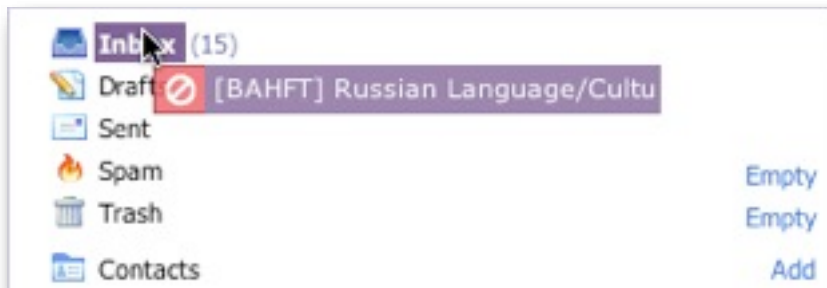 Inbox (15)
Draft
[BAHFT] Russian Language/Cultu
Sent
Spam Empty
Trash Empty
Contacts Add